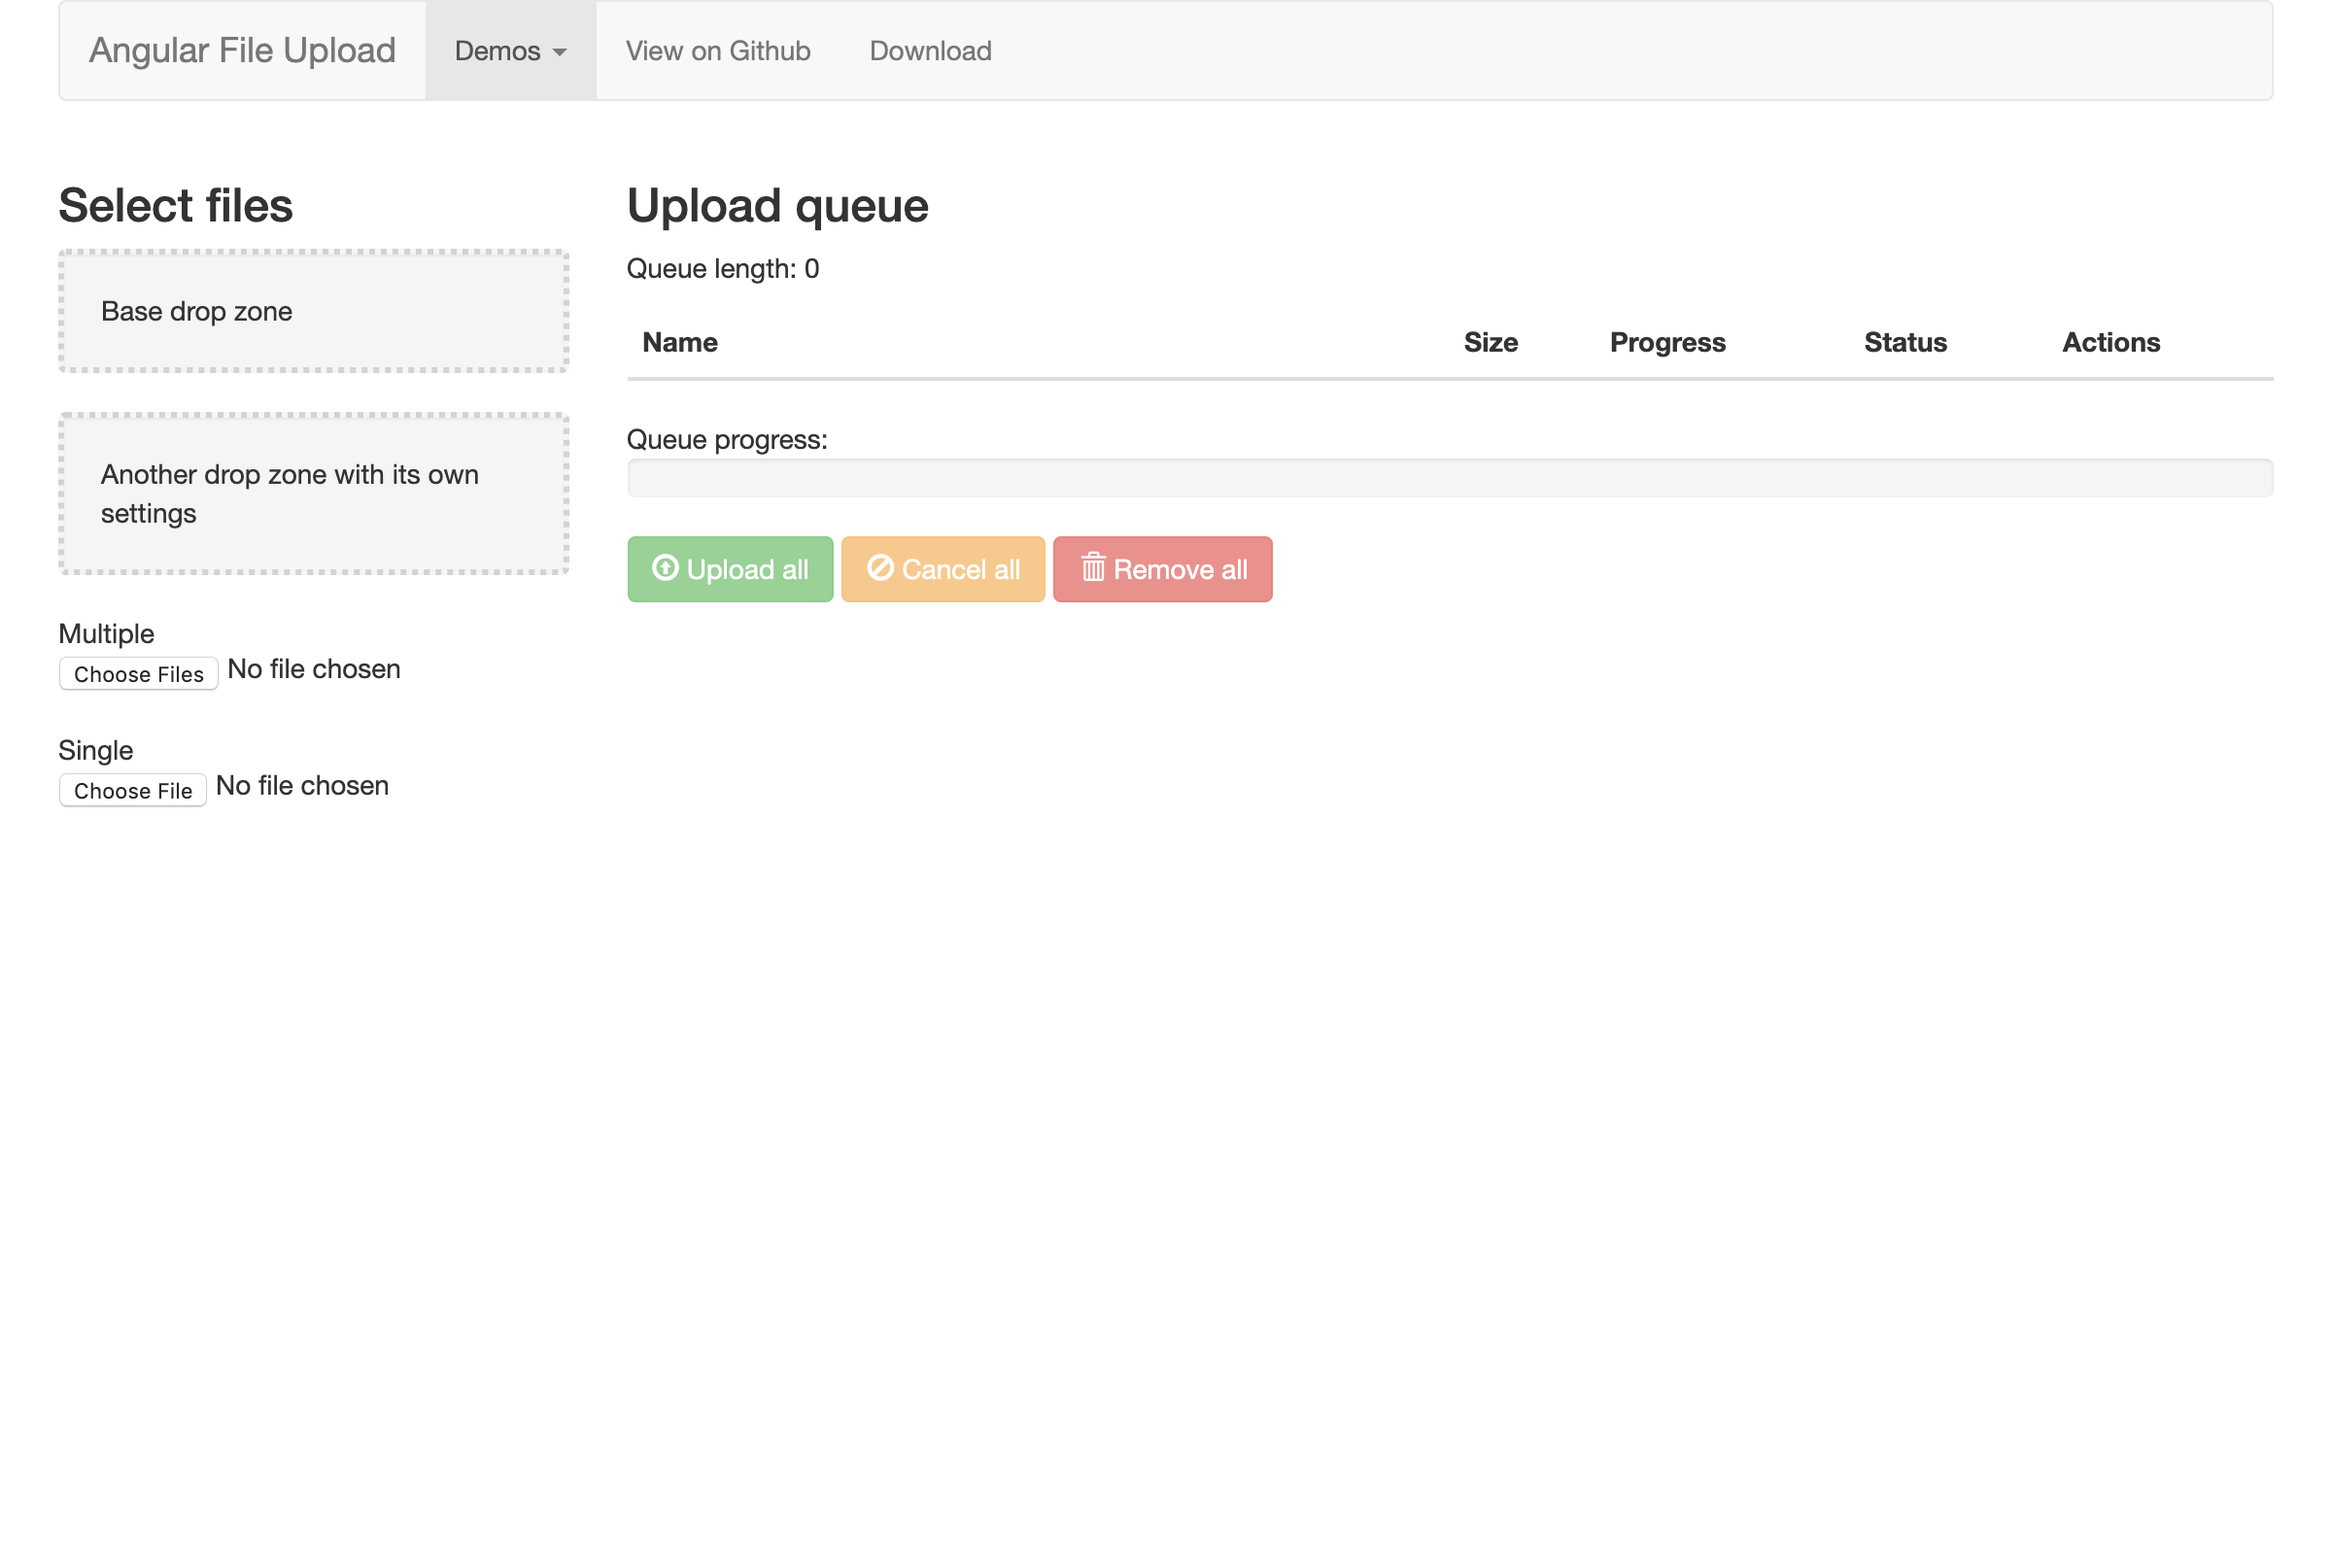 Angular File Upload
Demos
View on Github
Download
Select files
Base drop zone
Another drop zone with its own
settings
Multiple
Choose Files No file chosen
Single
Choose File No file chosen
Upload queue
Queue length: 0
Name Size Progress Status Actions
Queue progress:
Upload all
Cancel all
Remove all